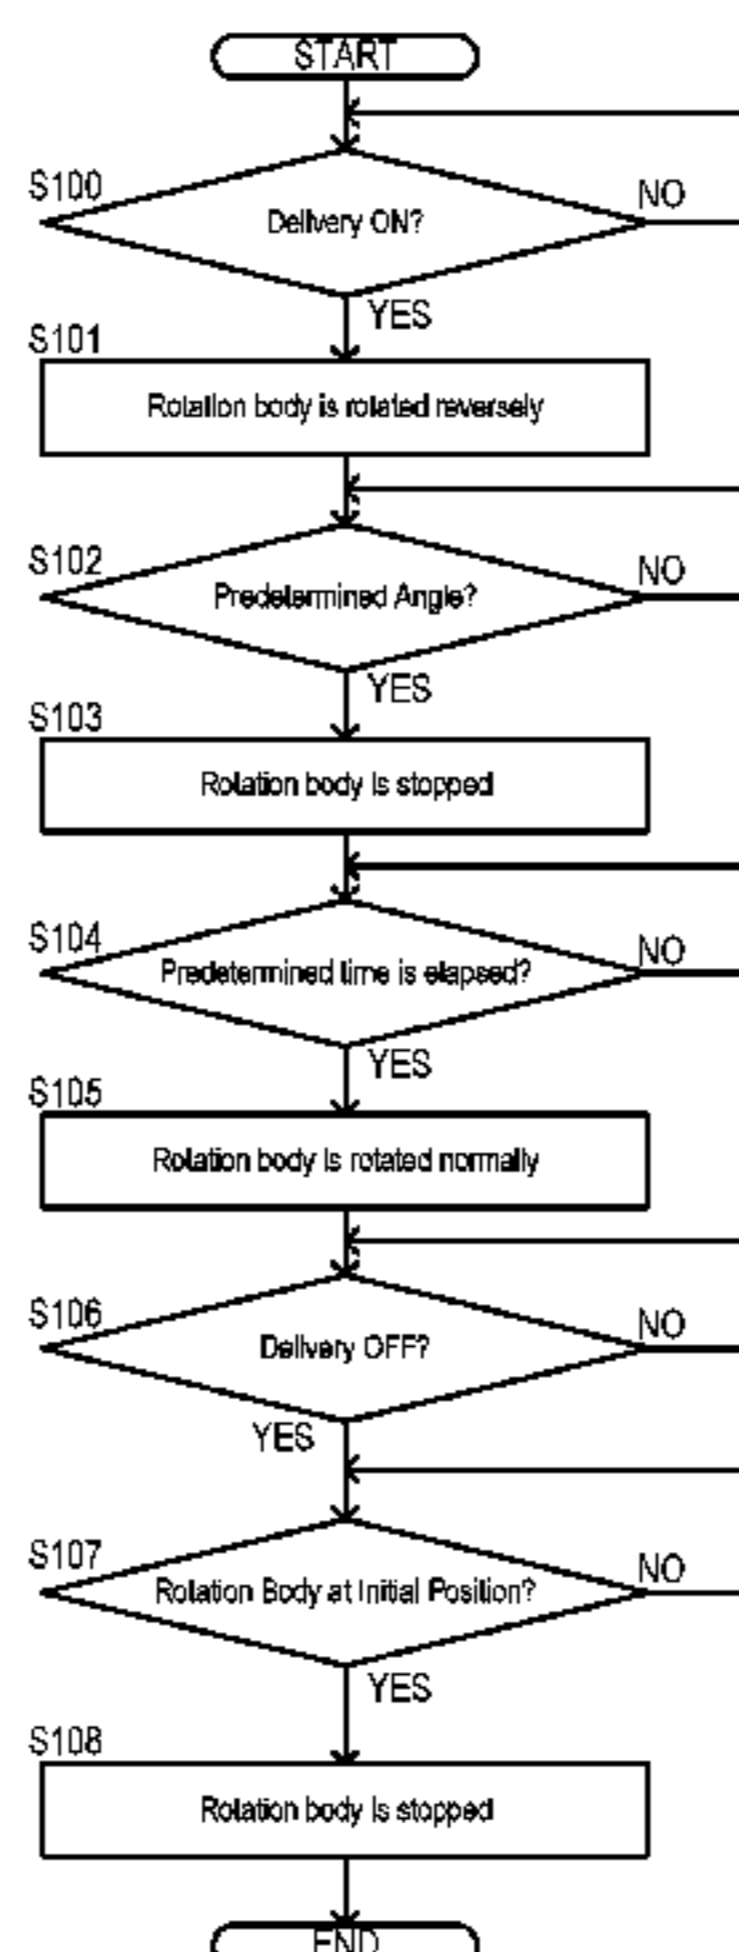 START
S100
Delivery ON?
NO
YES
S101
Rotation body is rotated reversely
S102
Predetermined Angle?
NO
YES
S103
Rotation body is stopped
S104
Predetermined time is elapsed?
NO
YES
S105
Rotation body is rotated normally
S106
Delivery OFF?
NO
YES
S107
Rotation Body at Initial Position?
NO
YES
S108
Rotation body is stopped
END